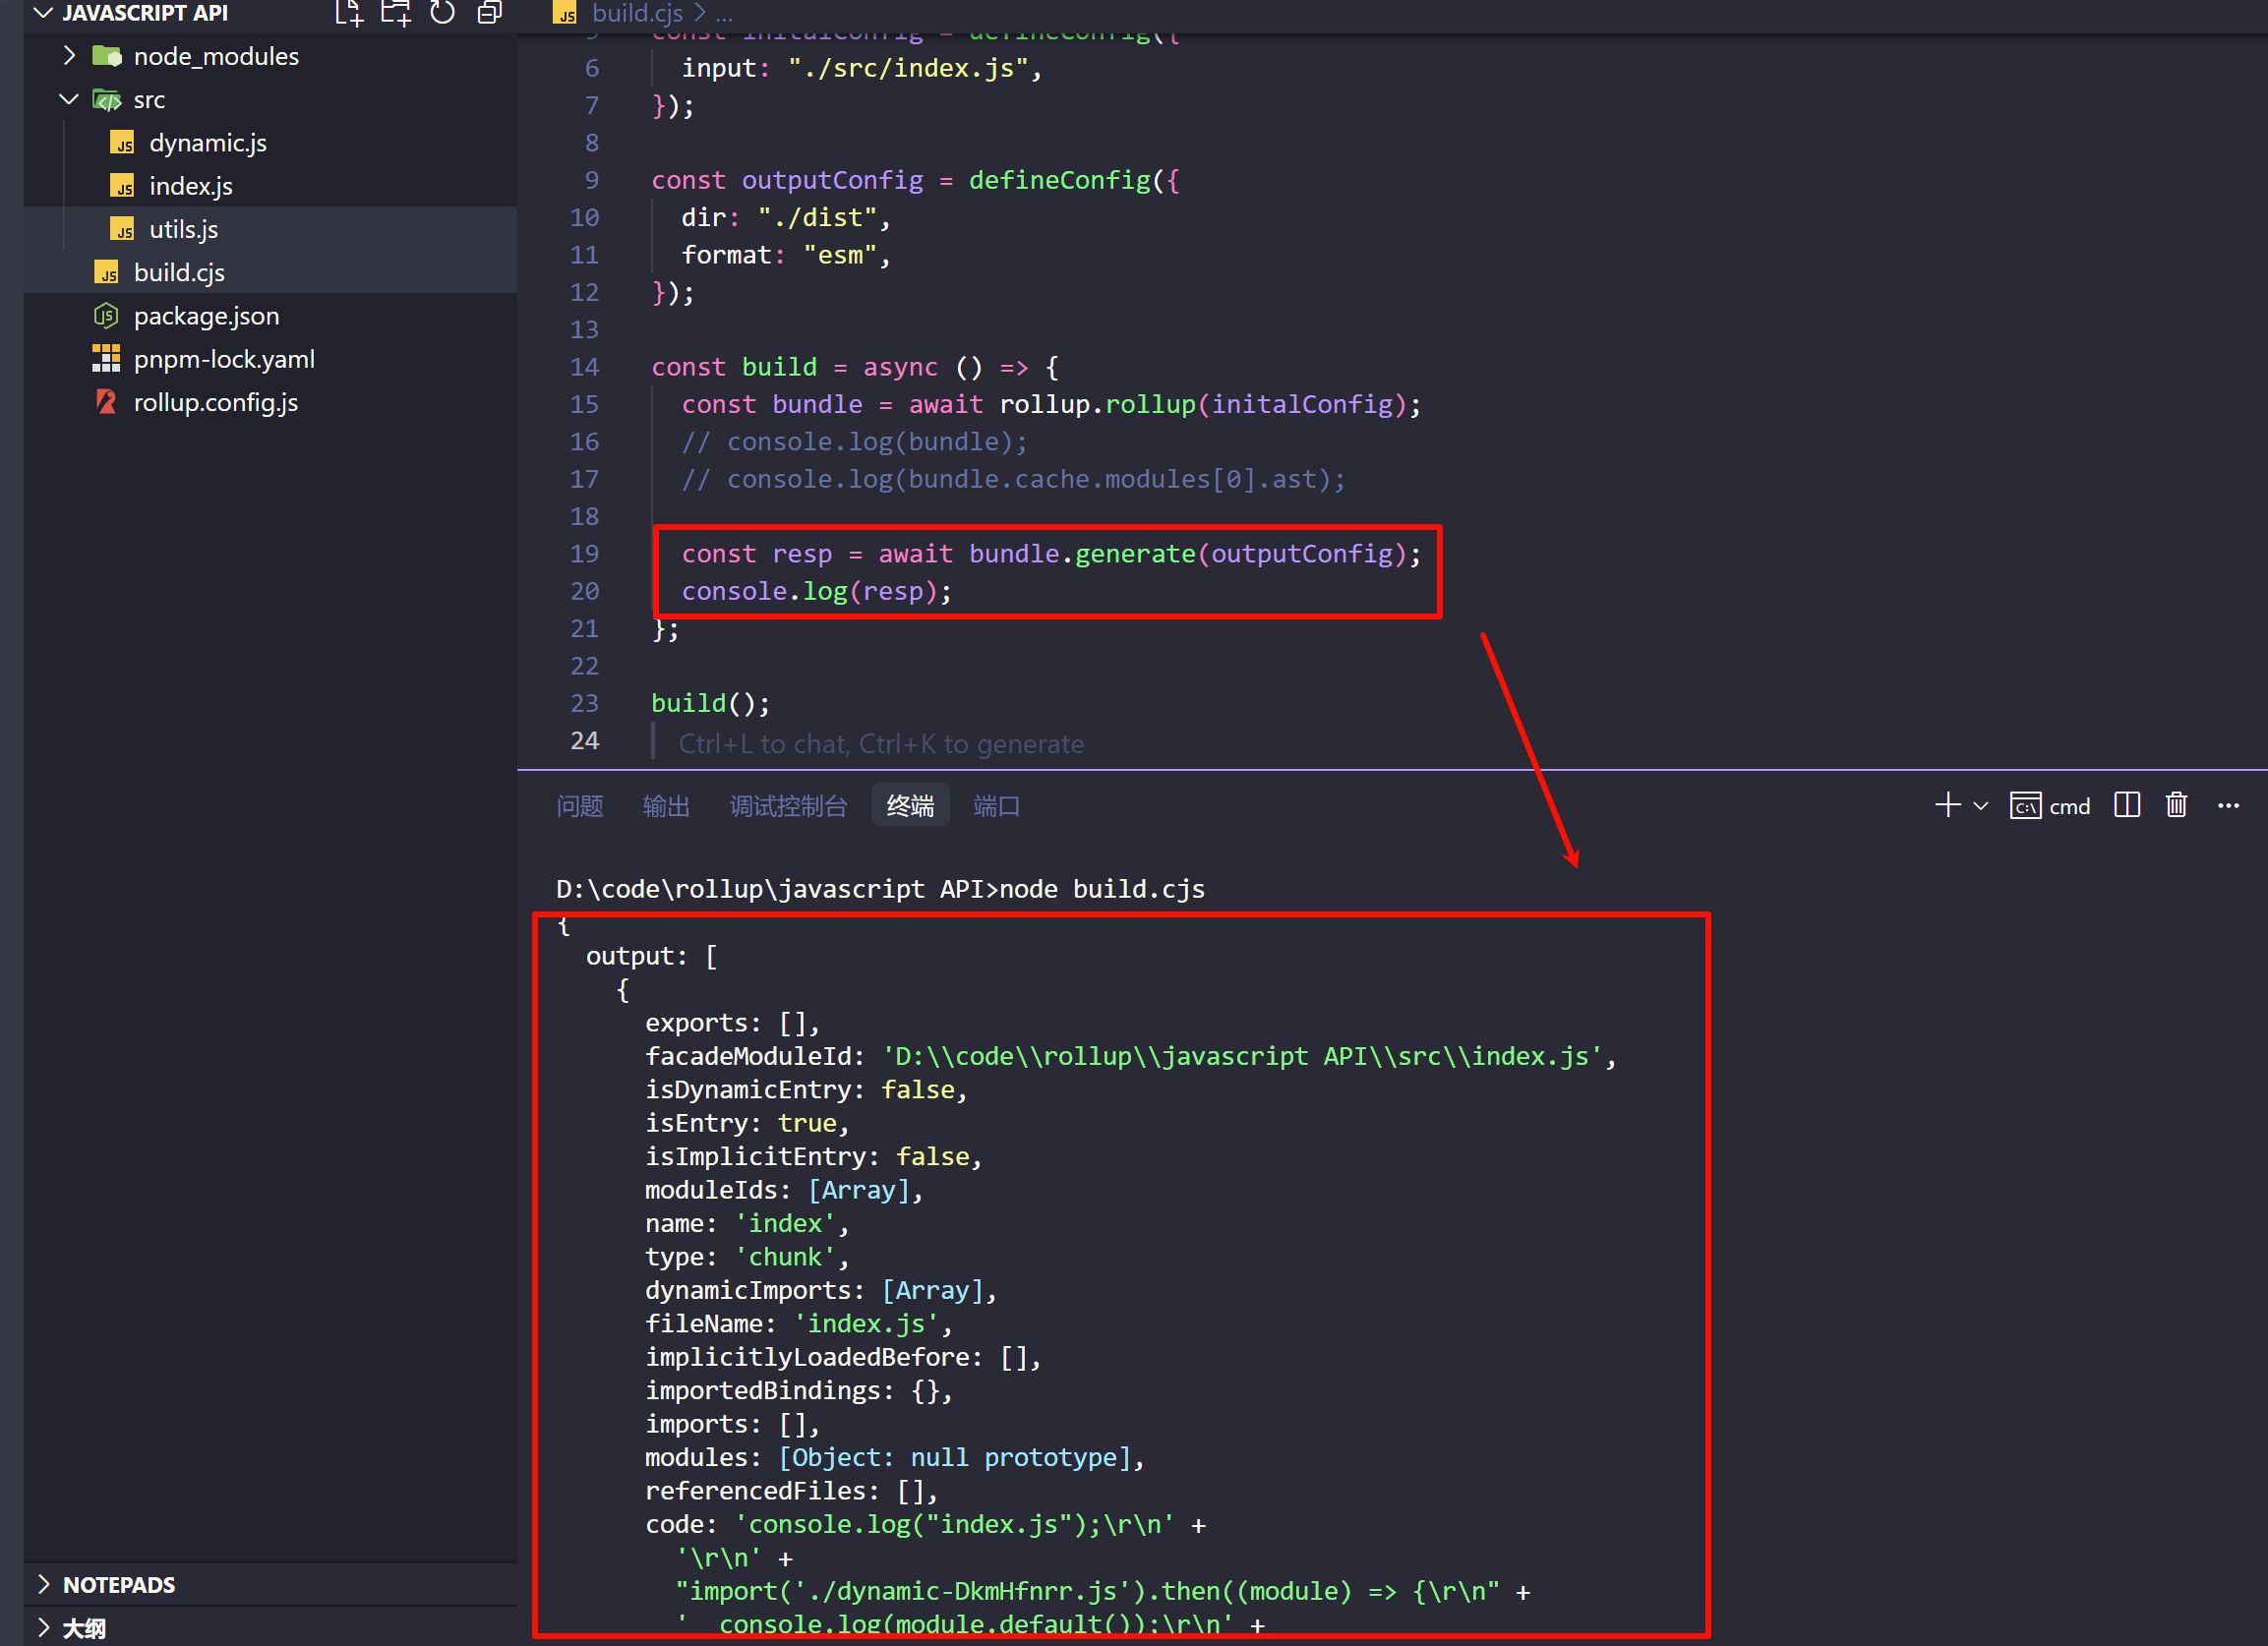 JAVASCRIPT API
node_modules
src
dynamic.js
index.js
utils.js
build.cjs
package.json
pnpm-lock.yaml
rollup.config.js
NOTEPADS
大纲
build.cjs > ...
5 const initalConfig = defineConfig({
6 input: "./src/index.js",
7 });
8
9 const outputConfig = defineConfig({
10 dir: "./dist",
11 format: "esm",
12 });
13
14 const build = async () => {
15 const bundle = await rollup.rollup(initalConfig);
16 // console.log(bundle);
17 // console.log(bundle.cache.modules[0].ast);
18
19 const resp = await bundle.generate(outputConfig);
20 console.log(resp);
21 };
22
23 build();
24 Ctrl+L to chat, Ctrl+K to generate
问题 输出 调试控制台 终端 端口 cmd
D:\code\rollup\javascript API>node build.cjs
{
output: [
{
exports: [],
facadeModuleId: 'D:\\code\\rollup\\javascript API\\src\\index.js',
isDynamicEntry: false,
isEntry: true,
isImplicitEntry: false,
moduleIds: [Array],
name: 'index',
type: 'chunk',
dynamicImports: [Array],
fileName: 'index.js',
implicitlyLoadedBefore: [],
importedBindings: {},
imports: [],
modules: [Object: null prototype],
referencedFiles: [],
code: 'console.log("index.js");\r\n' +
'\r\n' +
"import('./dynamic-DkmHfnrr.js').then((module) => {\r\n" +
' console.log(module.default());\r\n' +